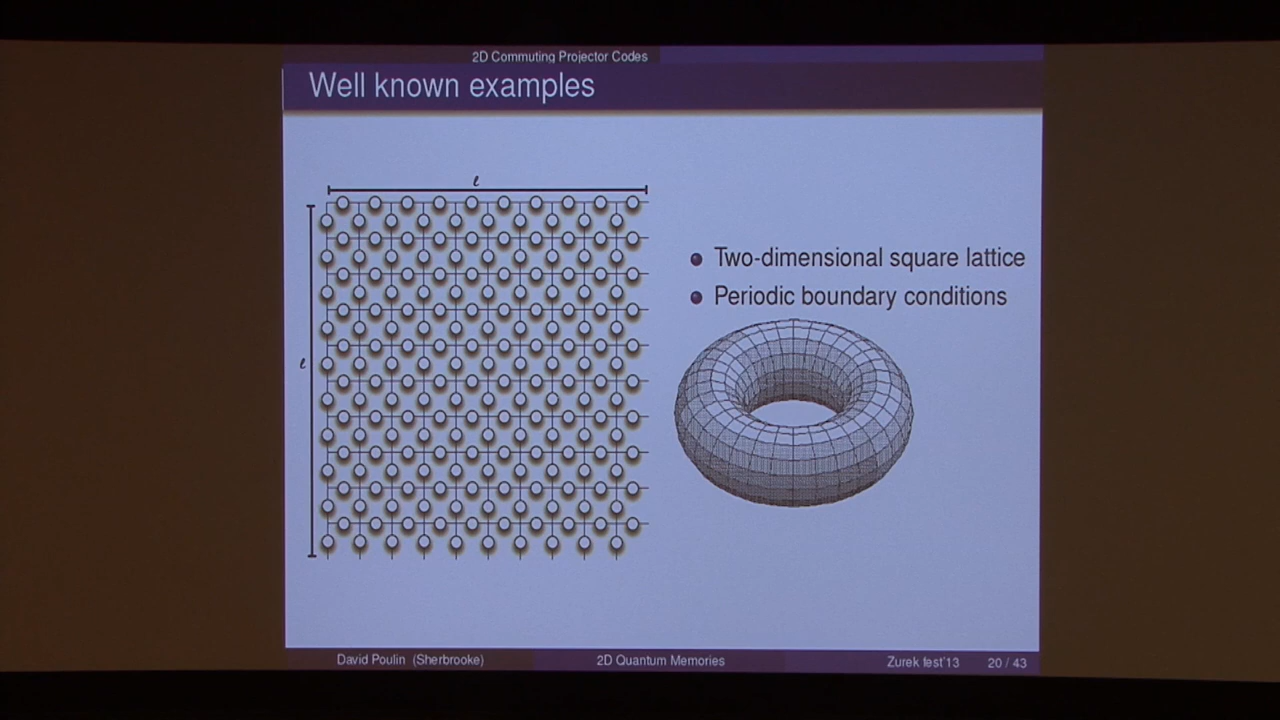 2D Commuting Projector Codes
Well known examples
ℓ
ℓ
Two-dimensional square lattice
Periodic boundary conditions
David Poulin (Sherbrooke)
2D Quantum Memories
Zurek fest'13
20 / 43